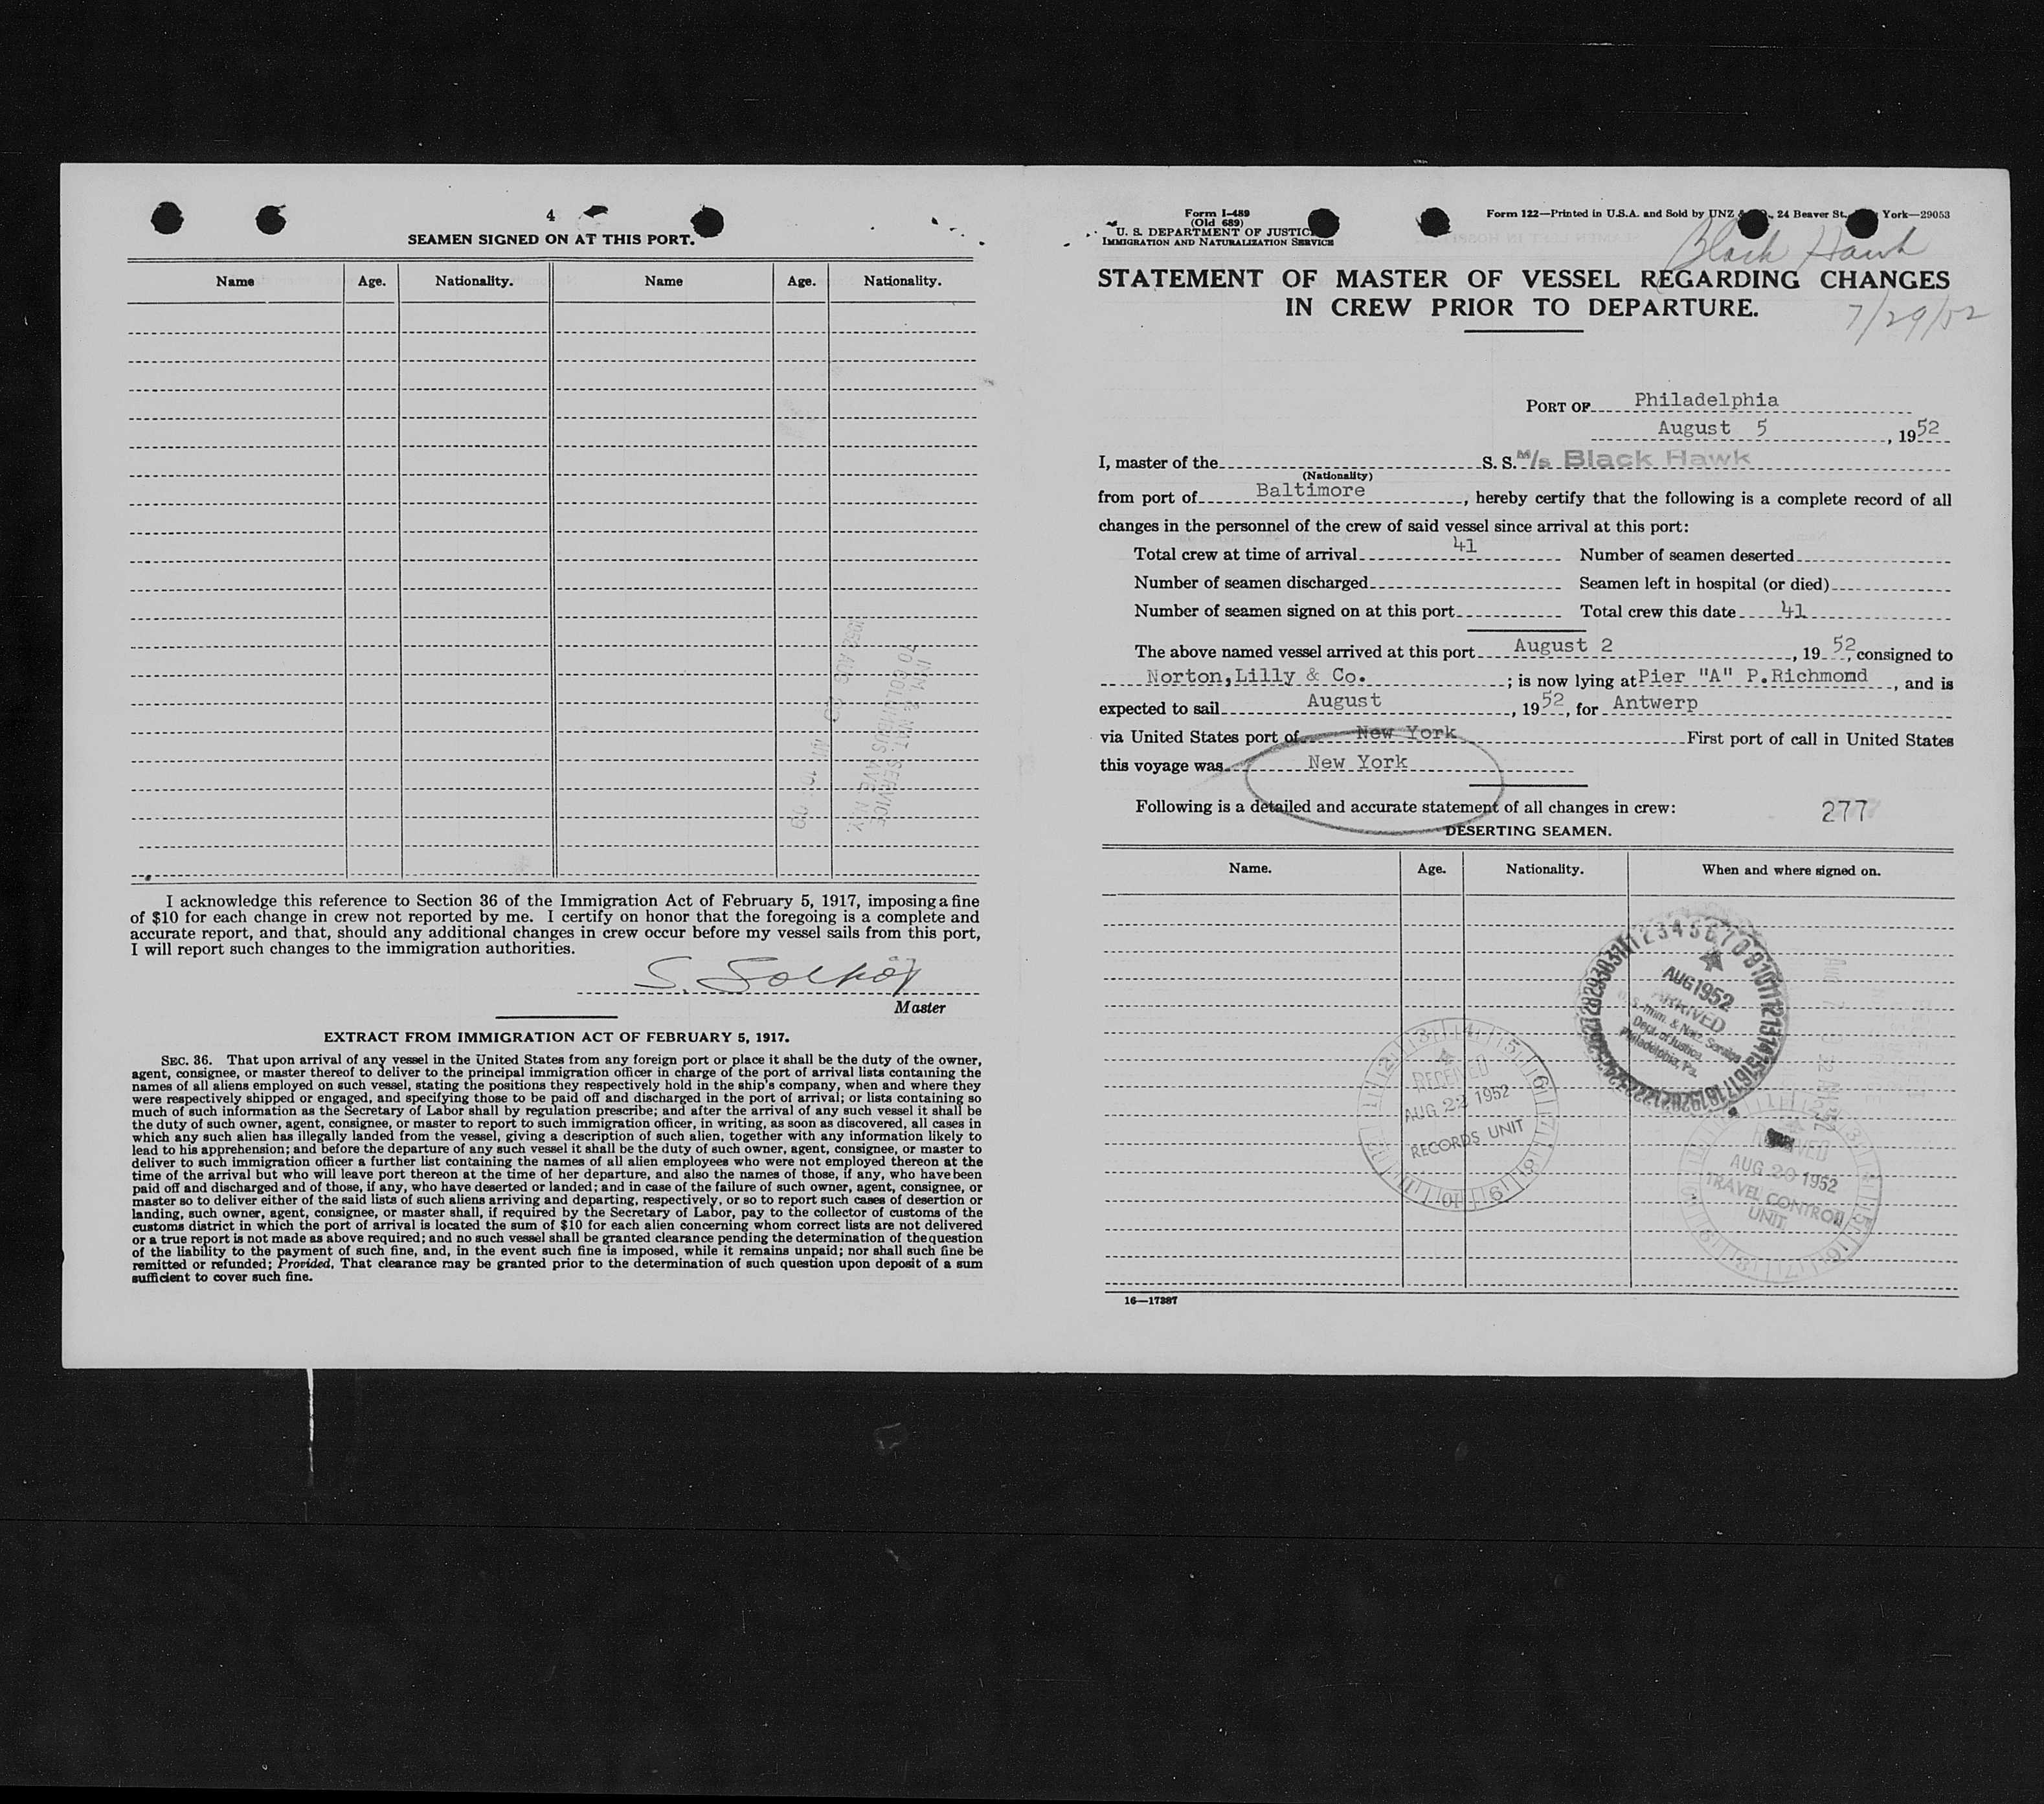 4
SEAMEN SIGNED ON AT THIS PORT.
Name Age. Nationality. Name Age. Nationality.
IMM. & NAT. SERVICE
70 COLUMBUS AVE. N.Y.
I acknowledge this reference to Section 36 of the Immigration Act of February 5, 1917, imposing a fine
of $10 for each change in crew not reported by me. I certify on honor that the foregoing is a complete and
accurate report, and that, should any additional changes in crew occur before my vessel sails from this port,
I will report such changes to the immigration authorities.
Master
EXTRACT FROM IMMIGRATION ACT OF FEBRUARY 5, 1917.
SEC. 36. That upon arrival of any vessel in the United States from any foreign port or place it shall be the duty of the owner,
agent, consignee, or master thereof to deliver to the principal immigration officer in charge of the port of arrival lists containing the
names of all aliens employed on such vessel, stating the positions they respectively hold in the ship's company, when and where they
were respectively shipped or engaged, and specifying those to be paid off and discharged in the port of arrival; or lists containing so
much of such information as the Secretary of Labor shall by regulation prescribe; and after the arrival of any such vessel it shall be
the duty of such owner, agent, consignee, or master to report to such immigration officer, in writing, as soon as discovered, all cases in
which any such alien has illegally landed from the vessel, giving a description of such alien, together with any information likely to
lead to his apprehension; and before the departure of any such vessel it shall be the duty of such owner, agent, consignee, or master to
deliver to such immigration officer a further list containing the names of all alien employees who were not employed thereon at the
time of the arrival but who will leave port thereon at the time of her departure, and also the names of those, if any, who have been
paid off and discharged and of those, if any, who have deserted or landed; and in case of the failure of such owner, agent, consignee, or
master so to deliver either of the said lists of such aliens arriving and departing, respectively, or so to report such cases of desertion or
landing, such owner, agent, consignee, or master shall, if required by the Secretary of Labor, pay to the collector of customs of the
customs district in which the port of arrival is located the sum of $10 for each alien concerning whom correct lists are not delivered
or a true report is not made as above required; and no such vessel shall be granted clearance pending the determination of the question
of the liability to the payment of such fine, and, in the event such fine is imposed, while it remains unpaid; nor shall such fine be
remitted or refunded; Provided, That clearance may be granted prior to the determination of such question upon deposit of a sum
sufficient to cover such fine.
Form I-489
(Old 689)
U. S. DEPARTMENT OF JUSTICE
IMMIGRATION AND NATURALIZATION SERVICE
Form 122—Printed in U.S.A. and Sold by UNZ & , 24 Beaver St., York—29053
Black Hawk
STATEMENT OF MASTER OF VESSEL REGARDING CHANGES
IN CREW PRIOR TO DEPARTURE.
7/29/52
PORT OF Philadelphia
August 5, 1952
I, master of the S. S. M/s Black Hawk
(Nationality)
from port of Baltimore, hereby certify that the following is a complete record of all
changes in the personnel of the crew of said vessel since arrival at this port:
Total crew at time of arrival 41 Number of seamen deserted
Number of seamen discharged Seamen left in hospital (or died)
Number of seamen signed on at this port Total crew this date 41
The above named vessel arrived at this port August 2, 1952, consigned to
Norton, Lilly & Co.; is now lying at Pier "A" P.Richmond, and is
expected to sail August, 1952, for Antwerp
via United States port of New York First port of call in United States
this voyage was New York
Following is a detailed and accurate statement of all changes in crew:
277
DESERTING SEAMEN.
Name. Age. Nationality. When and where signed on.
AUG 1952
ARRIVED
U.S. Imm. & Natz. Service
Dept. of Justice
Philadelphia, Pa.
RECEIVED
AUG 22 1952
RECORDS UNIT
RECEIVED
AUG 20 1952
TRAVEL CONTROL
UNIT
16—17387